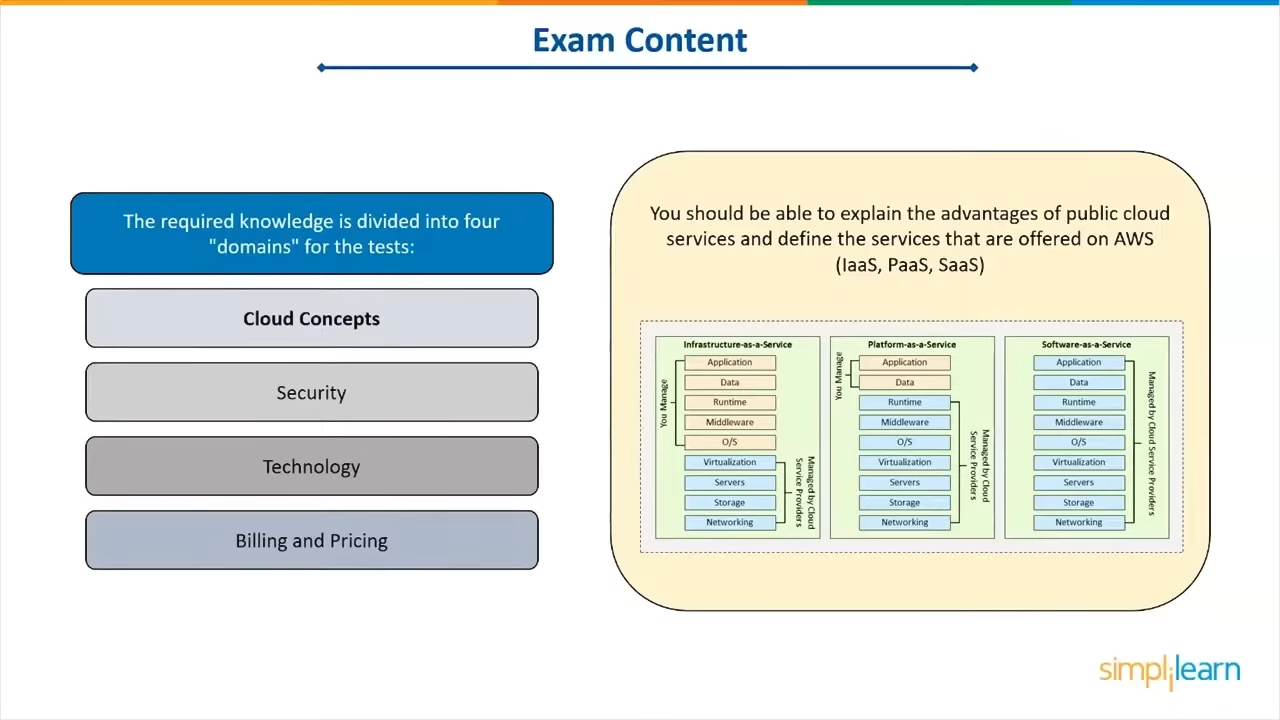 Exam Content
The required knowledge is divided into four
"domains" for the tests:
Cloud Concepts
Security
Technology
Billing and Pricing
You should be able to explain the advantages of public cloud
services and define the services that are offered on AWS
(IaaS, PaaS, SaaS)
Infrastructure-as-a-Service
You Manage
Application
Data
Runtime
Middleware
O/S
Virtualization
Servers
Storage
Networking
Managed by Cloud
Service Providers
Platform-as-a-Service
You Manage
Application
Data
Runtime
Middleware
O/S
Virtualization
Servers
Storage
Networking
Managed by Cloud
Service Providers
Software-as-a-Service
Application
Data
Runtime
Middleware
O/S
Virtualization
Servers
Storage
Networking
Managed by Cloud Service Providers
simplilearn